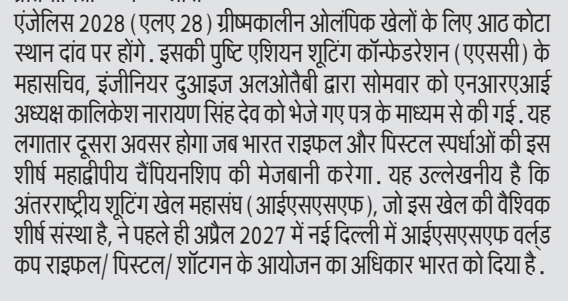 एंजेलिस 2028 (एलए 28) ग्रीष्मकालीन ओलंपिक खेलों के लिए आठ कोटा
स्थान दांव पर होंगे. इसकी पुष्टि एशियन शूटिंग कॉन्फेडरेशन (एएससी) के
महासचिव, इंजीनियर दुआइज अलओतैबी द्वारा सोमवार को एनआरएआई
अध्यक्ष कालिकेश नारायण सिंह देव को भेजे गए पत्र के माध्यम से की गई. यह
लगातार दूसरा अवसर होगा जब भारत राइफल और पिस्टल स्पर्धाओं की इस
शीर्ष महाद्वीपीय चैंपियनशिप की मेजबानी करेगा. यह उल्लेखनीय है कि
अंतरराष्ट्रीय शूटिंग खेल महासंघ (आईएसएसएफ), जो इस खेल की वैश्विक
शीर्ष संस्था है, ने पहले ही अप्रैल 2027 में नई दिल्ली में आईएसएसएफ वर्ल्ड
कप राइफल/ पिस्टल/ शॉटगन के आयोजन का अधिकार भारत को दिया है.